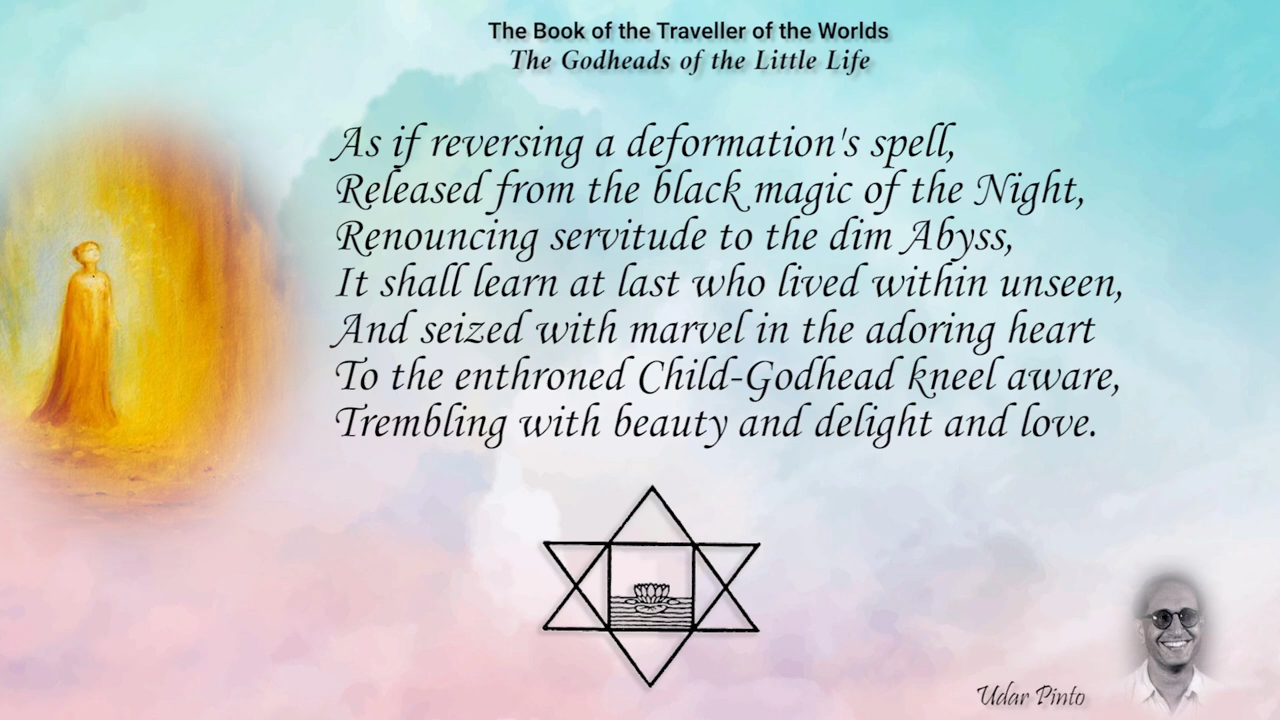 The Book of the Traveller of the Worlds
The Godheads of the Little Life
As if reversing a deformation's spell,
Released from the black magic of the Night,
Renouncing servitude to the dim Abyss,
It shall learn at last who lived within unseen,
And seized with marvel in the adoring heart
To the enthroned Child-Godhead kneel aware,
Trembling with beauty and delight and love.
Udar Pinto